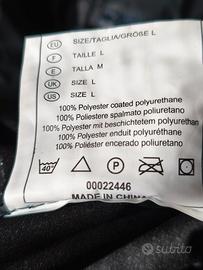 EU SIZE/TAGLIA/GRÖßE L
F TAILLE L
E TALLA M
UK SIZE L
US SIZE L
100% Polyester coated polyurethane
100% Poliestere spalmato poliuretano
100% Polyester mit beschichtetem polyurethan
100% Polyester enduit polyuréthane
100% Poliéster encerado poliuretano
40°
P
00022446
MADE IN CHINA
subito